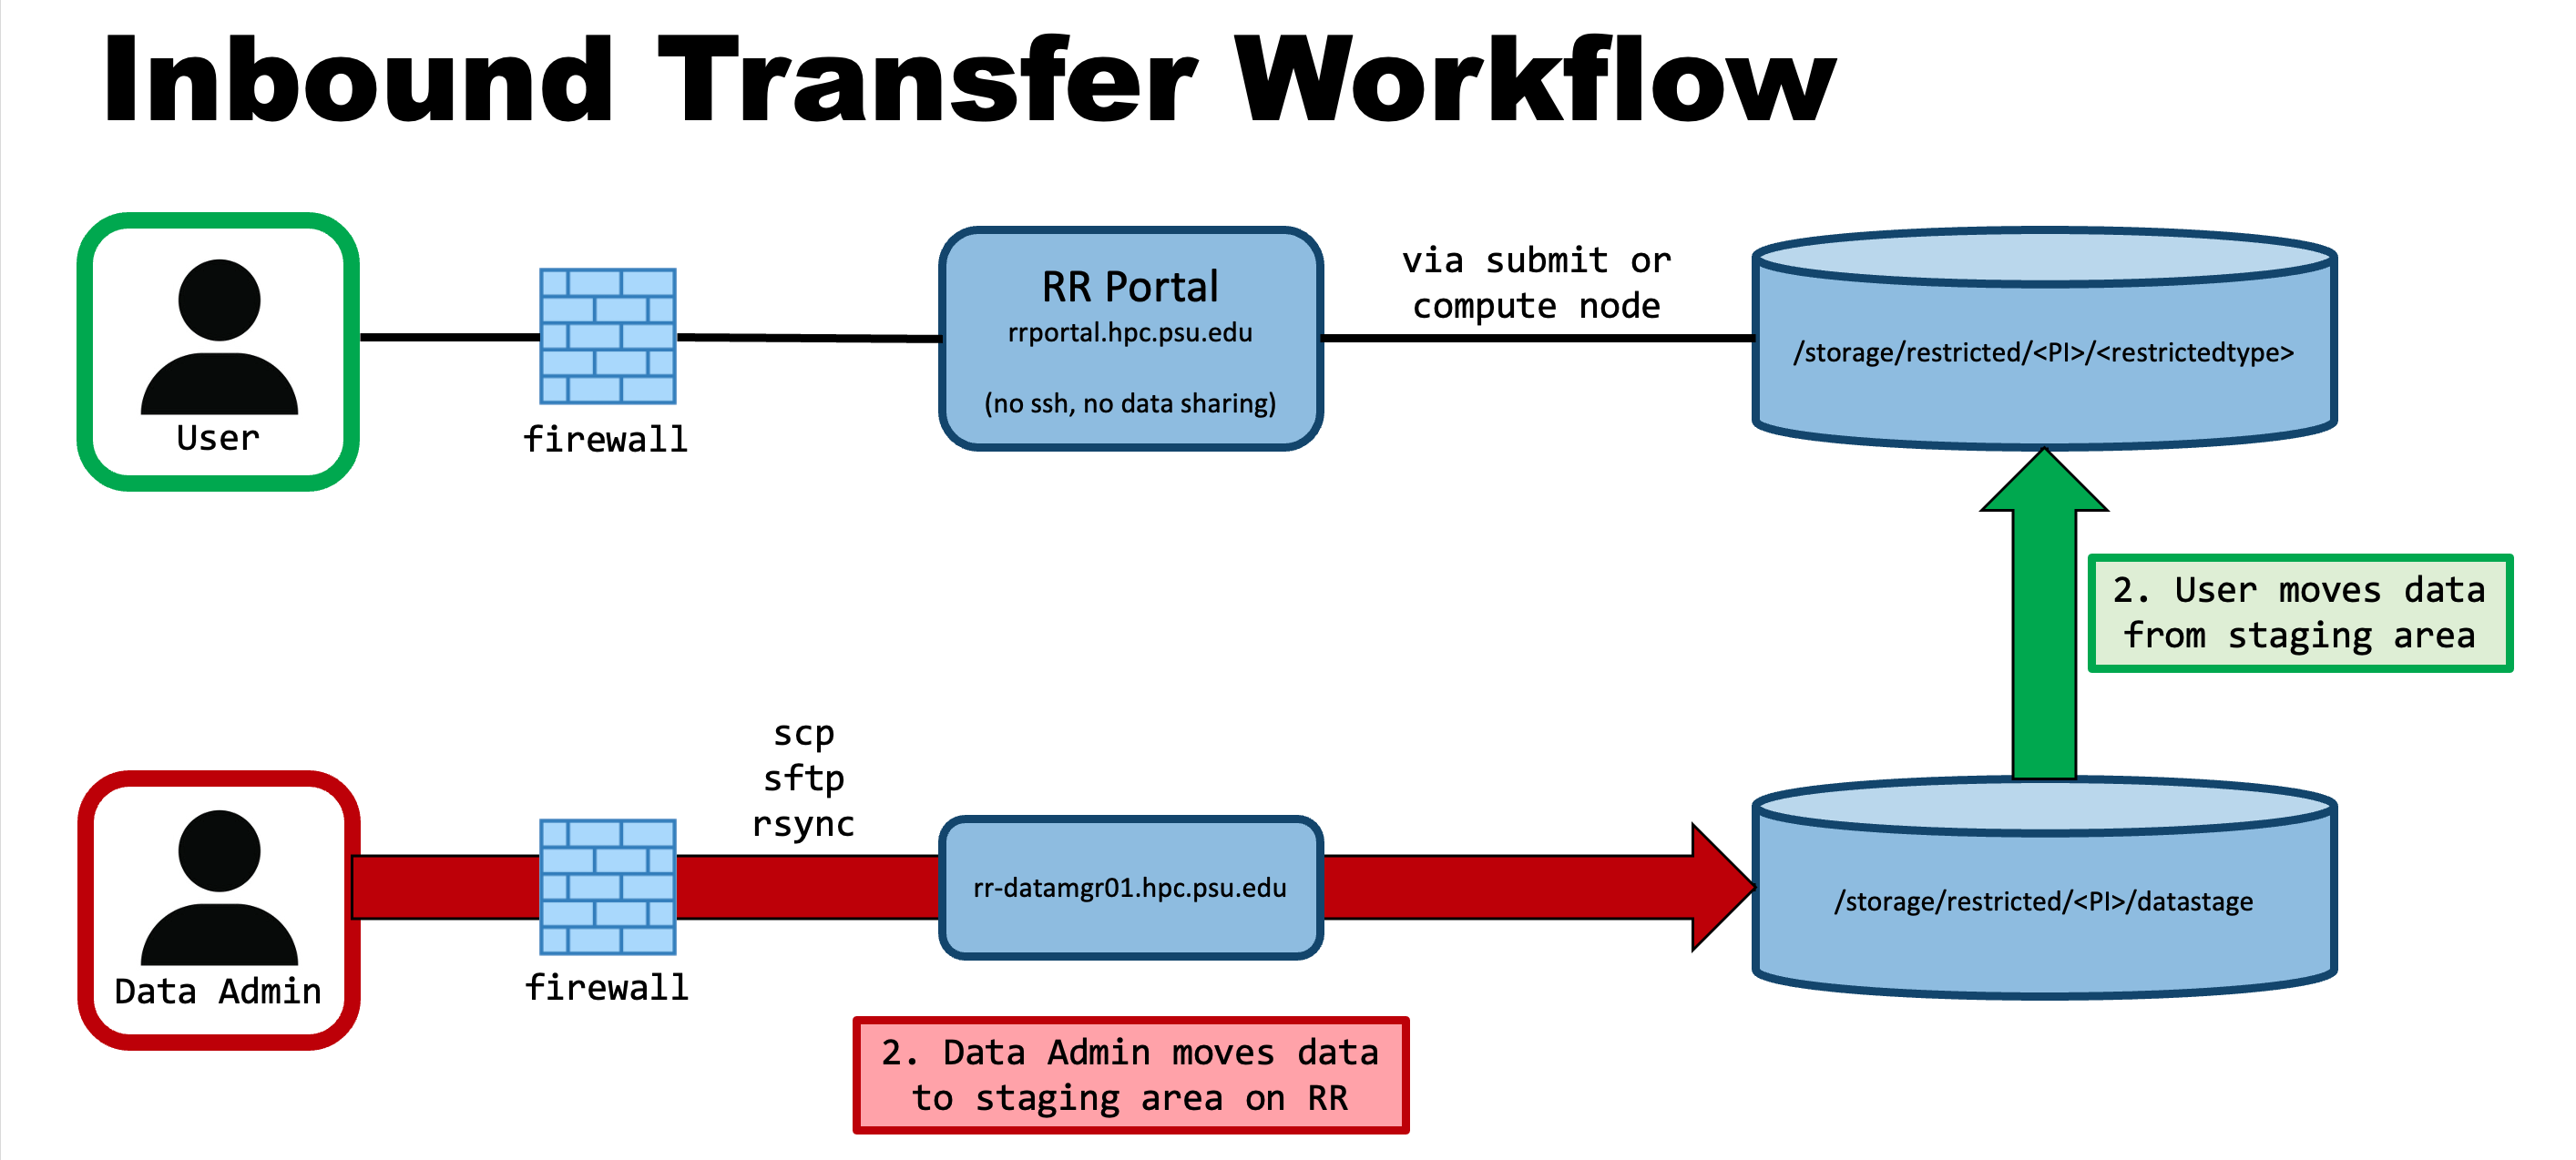 Inbound Transfer Workflow
User
firewall
RR Portal
rrportal.hpc.psu.edu
(no ssh, no data sharing)
via submit or
compute node
/storage/restricted/<PI>/<restrictedtype>
2. User moves data
from staging area
Data Admin
firewall
scp
sftp
rsync
rr-datamgr01.hpc.psu.edu
/storage/restricted/<PI>/datastage
2. Data Admin moves data
to staging area on RR